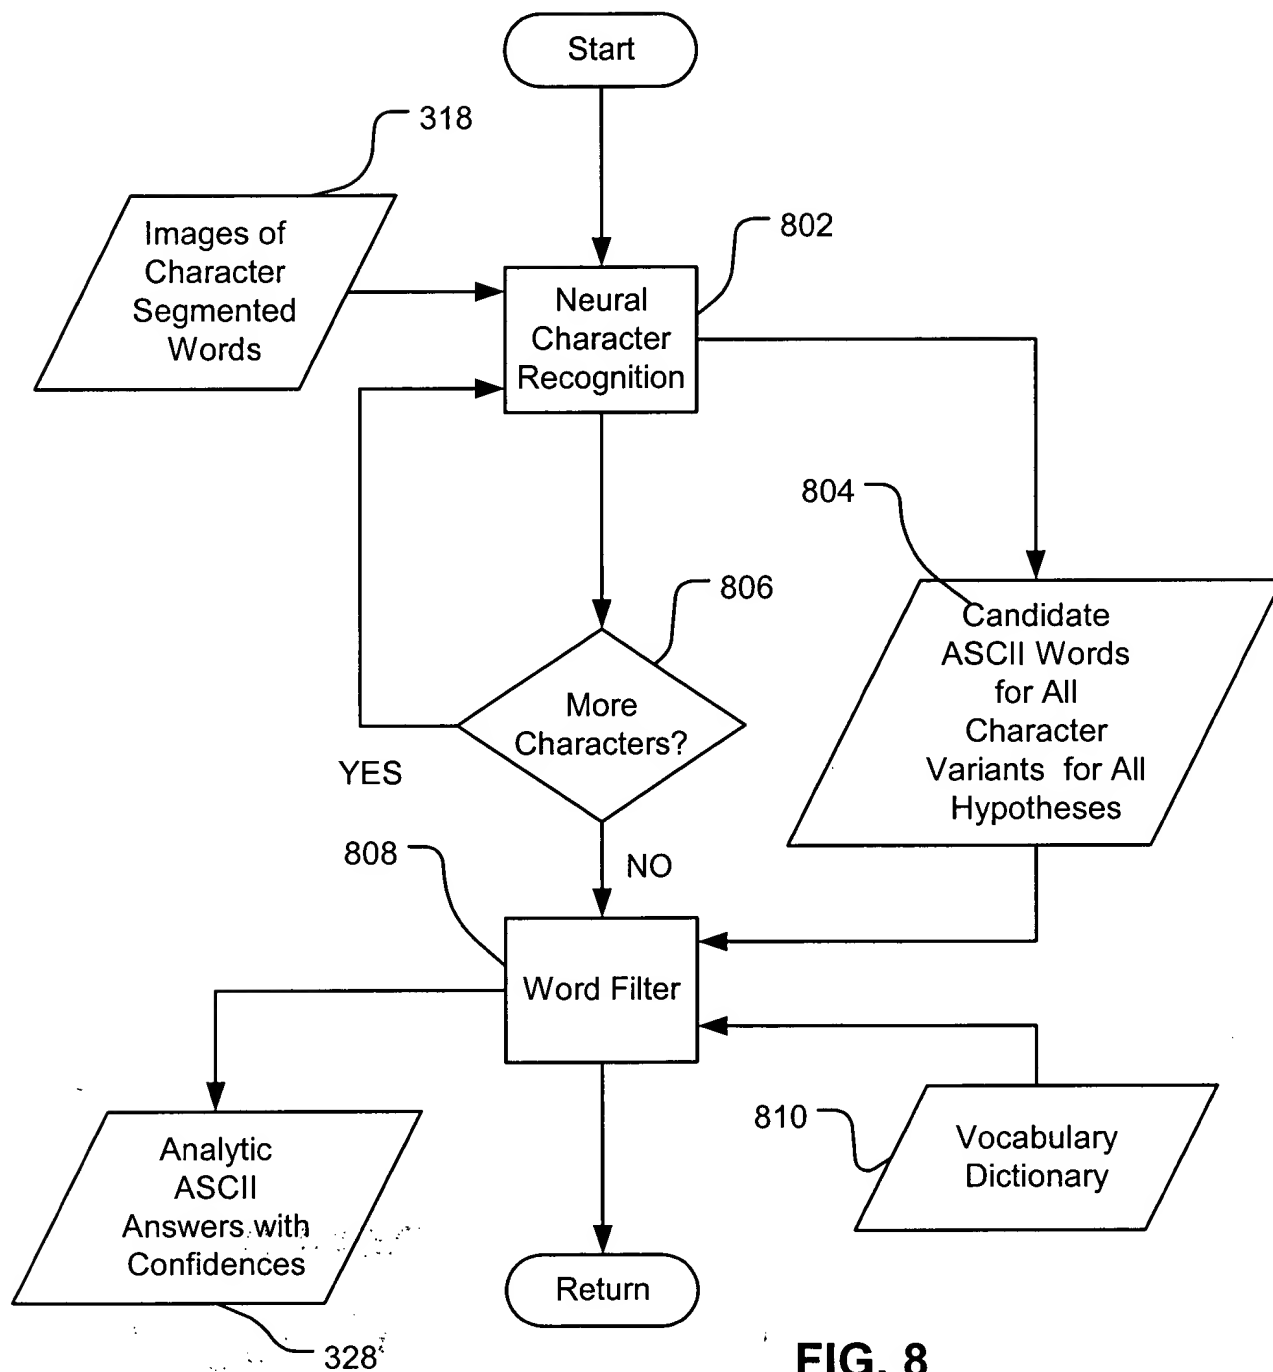 Start
318
Images of
Character
Segmented
Words
802
Neural
Character
Recognition
804
Candidate
ASCII Words
for All
Character
Variants for All
Hypotheses
806
More
Characters?
YES
NO
808
Word Filter
810
Vocabulary
Dictionary
Analytic
ASCII
Answers with
Confidences
328
Return
FIG. 8